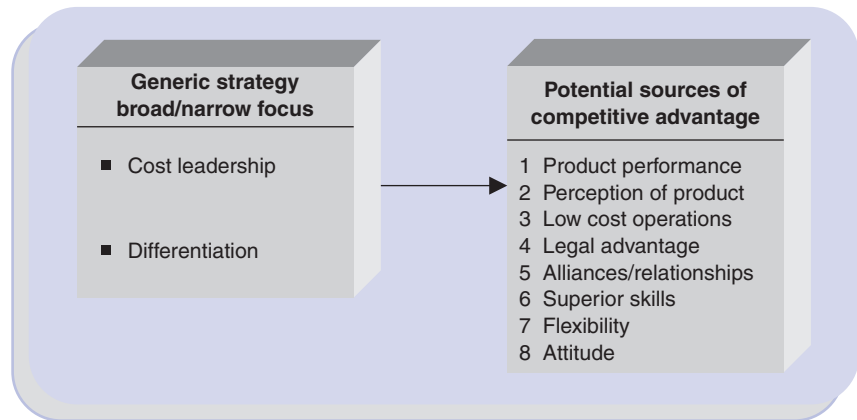 Generic strategy
broad/narrow focus
■ Cost leadership
■ Differentiation
Potential sources of
competitive advantage
1 Product performance
2 Perception of product
3 Low cost operations
4 Legal advantage
5 Alliances/relationships
6 Superior skills
7 Flexibility
8 Attitude